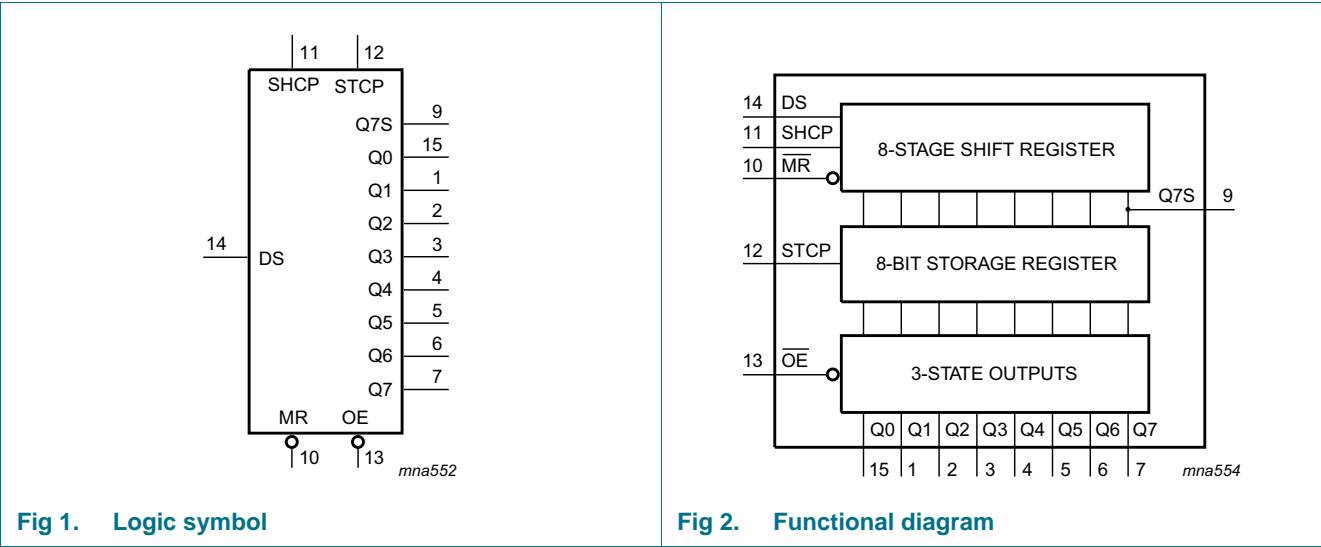 11 12
SHCP STCP
Q7S 9
Q0 15
Q1 1
Q2 2
Q3 3
14 DS
Q4 4
Q5 5
Q6 6
Q7 7
MR OE
10 13
mna552
Fig 1. Logic symbol
14 DS
11 SHCP
10 MR
8-STAGE SHIFT REGISTER
Q7S 9
12 STCP
8-BIT STORAGE REGISTER
13 OE
3-STATE OUTPUTS
Q0 Q1 Q2 Q3 Q4 Q5 Q6 Q7
15 1 2 3 4 5 6 7
mna554
Fig 2. Functional diagram